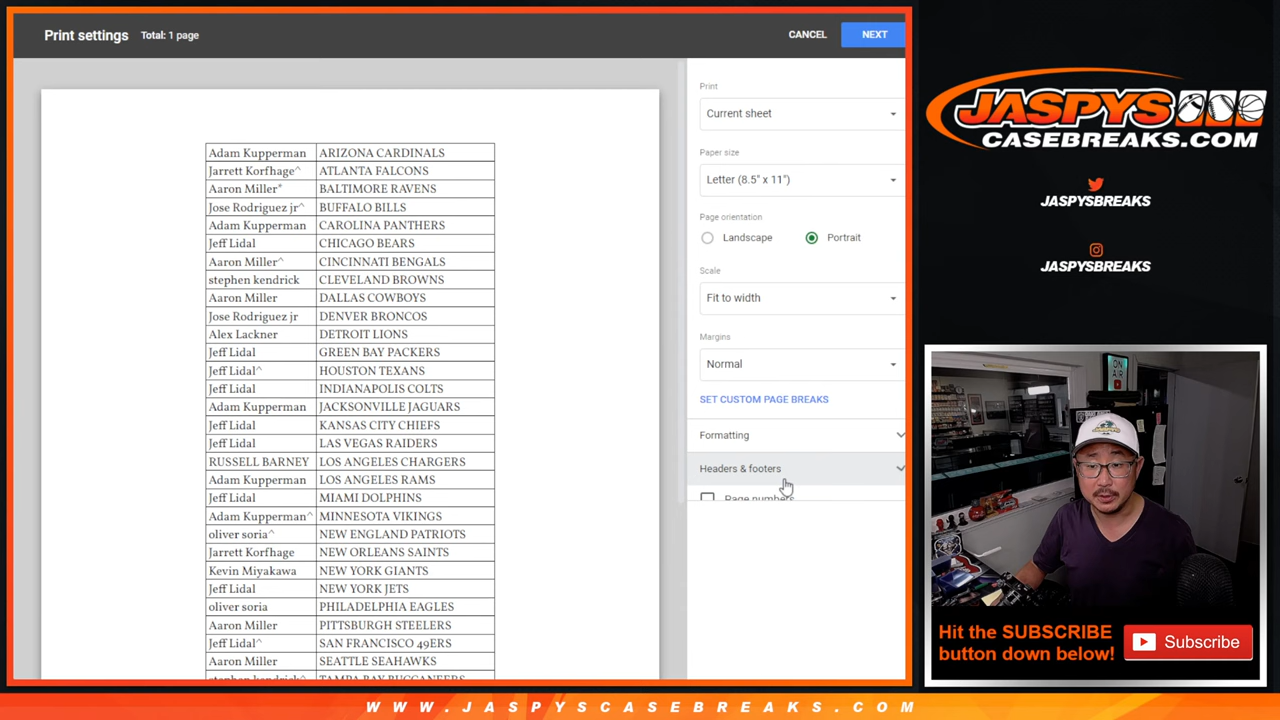 Print settings Total: 1 page CANCEL NEXT
Adam Kupperman ARIZONA CARDINALS
Jarrett Korfhage^ ATLANTA FALCONS
Aaron Miller* BALTIMORE RAVENS
Jose Rodriguez jr^ BUFFALO BILLS
Adam Kupperman CAROLINA PANTHERS
Jeff Lidal CHICAGO BEARS
Aaron Miller^ CINCINNATI BENGALS
stephen kendrick CLEVELAND BROWNS
Aaron Miller DALLAS COWBOYS
Jose Rodriguez jr DENVER BRONCOS
Alex Lackner DETROIT LIONS
Jeff Lidal GREEN BAY PACKERS
Jeff Lidal^ HOUSTON TEXANS
Jeff Lidal INDIANAPOLIS COLTS
Adam Kupperman JACKSONVILLE JAGUARS
Jeff Lidal KANSAS CITY CHIEFS
Jeff Lidal LAS VEGAS RAIDERS
RUSSELL BARNEY LOS ANGELES CHARGERS
Adam Kupperman LOS ANGELES RAMS
Jeff Lidal MIAMI DOLPHINS
Adam Kupperman^ MINNESOTA VIKINGS
oliver soria^ NEW ENGLAND PATRIOTS
Jarrett Korfhage NEW ORLEANS SAINTS
Kevin Miyakawa NEW YORK GIANTS
Jeff Lidal NEW YORK JETS
oliver soria PHILADELPHIA EAGLES
Aaron Miller PITTSBURGH STEELERS
Jeff Lidal^ SAN FRANCISCO 49ERS
Aaron Miller SEATTLE SEAHAWKS
stephen kendrick^ TAMPA BAY BUCCANEERS
Print
Current sheet
Paper size
Letter (8.5" x 11")
Page orientation
Landscape Portrait
Scale
Fit to width
Margins
Normal
SET CUSTOM PAGE BREAKS
Formatting
Headers & footers
Page numbers
JASPYS
CASEBREAKS.COM
JASPYSBREAKS
JASPYSBREAKS
ON
AIR
Hit the SUBSCRIBE
button down below!
Subscribe
WWW.JASPYSCASEBREAKS.COM